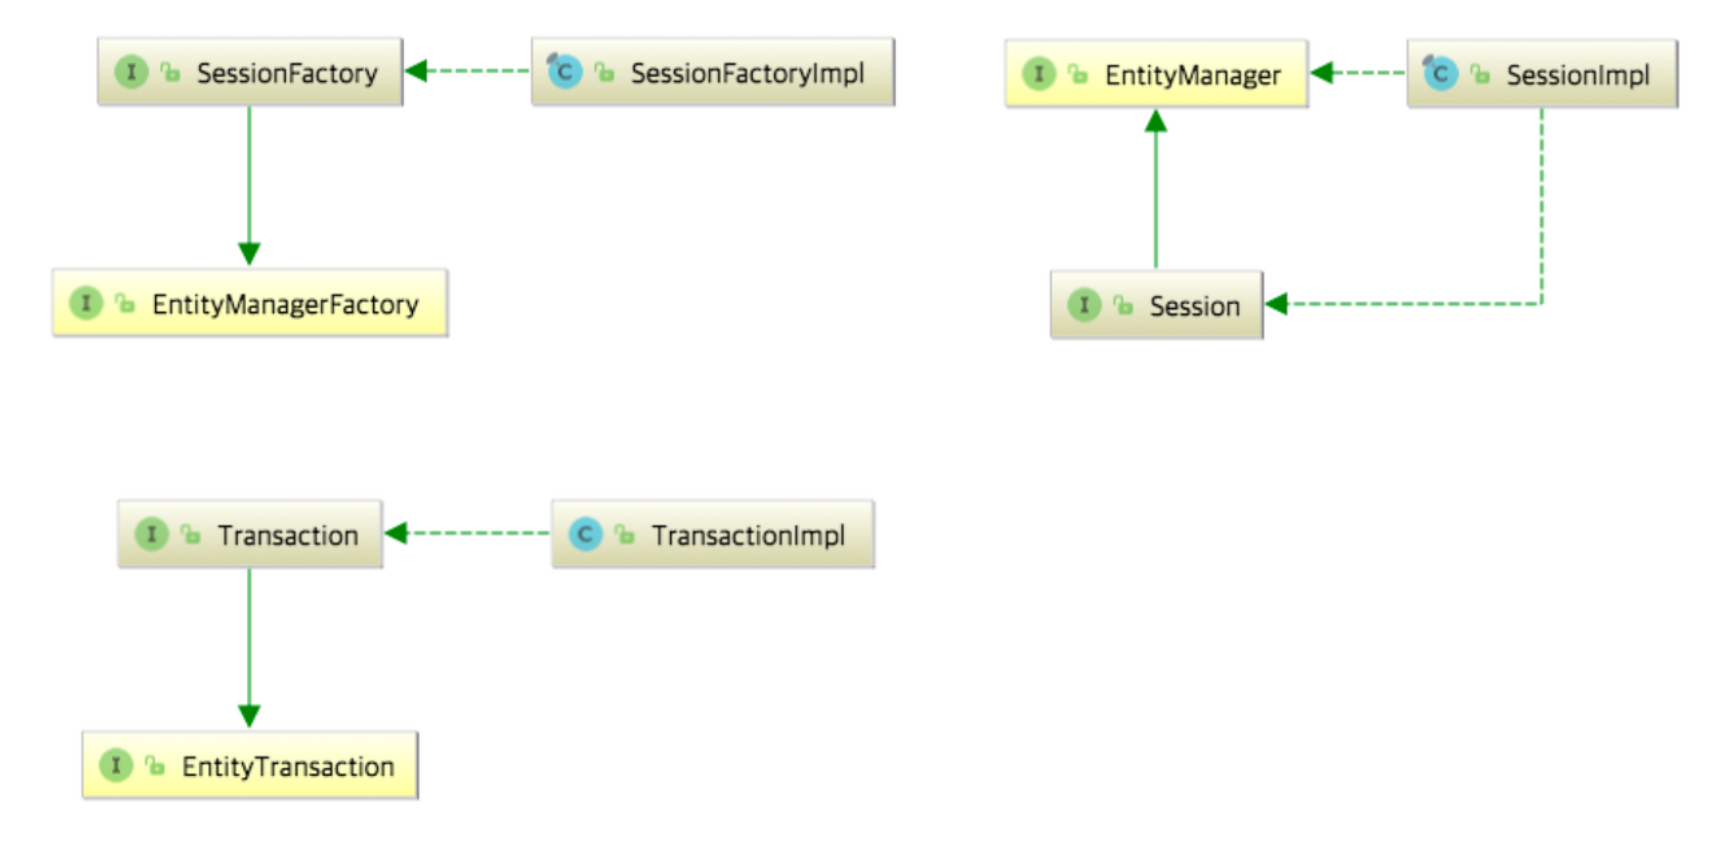 I SessionFactory
C SessionFactoryImpl
I EntityManager
C SessionImpl
I EntityManagerFactory
I Session
I Transaction
C TransactionImpl
I EntityTransaction